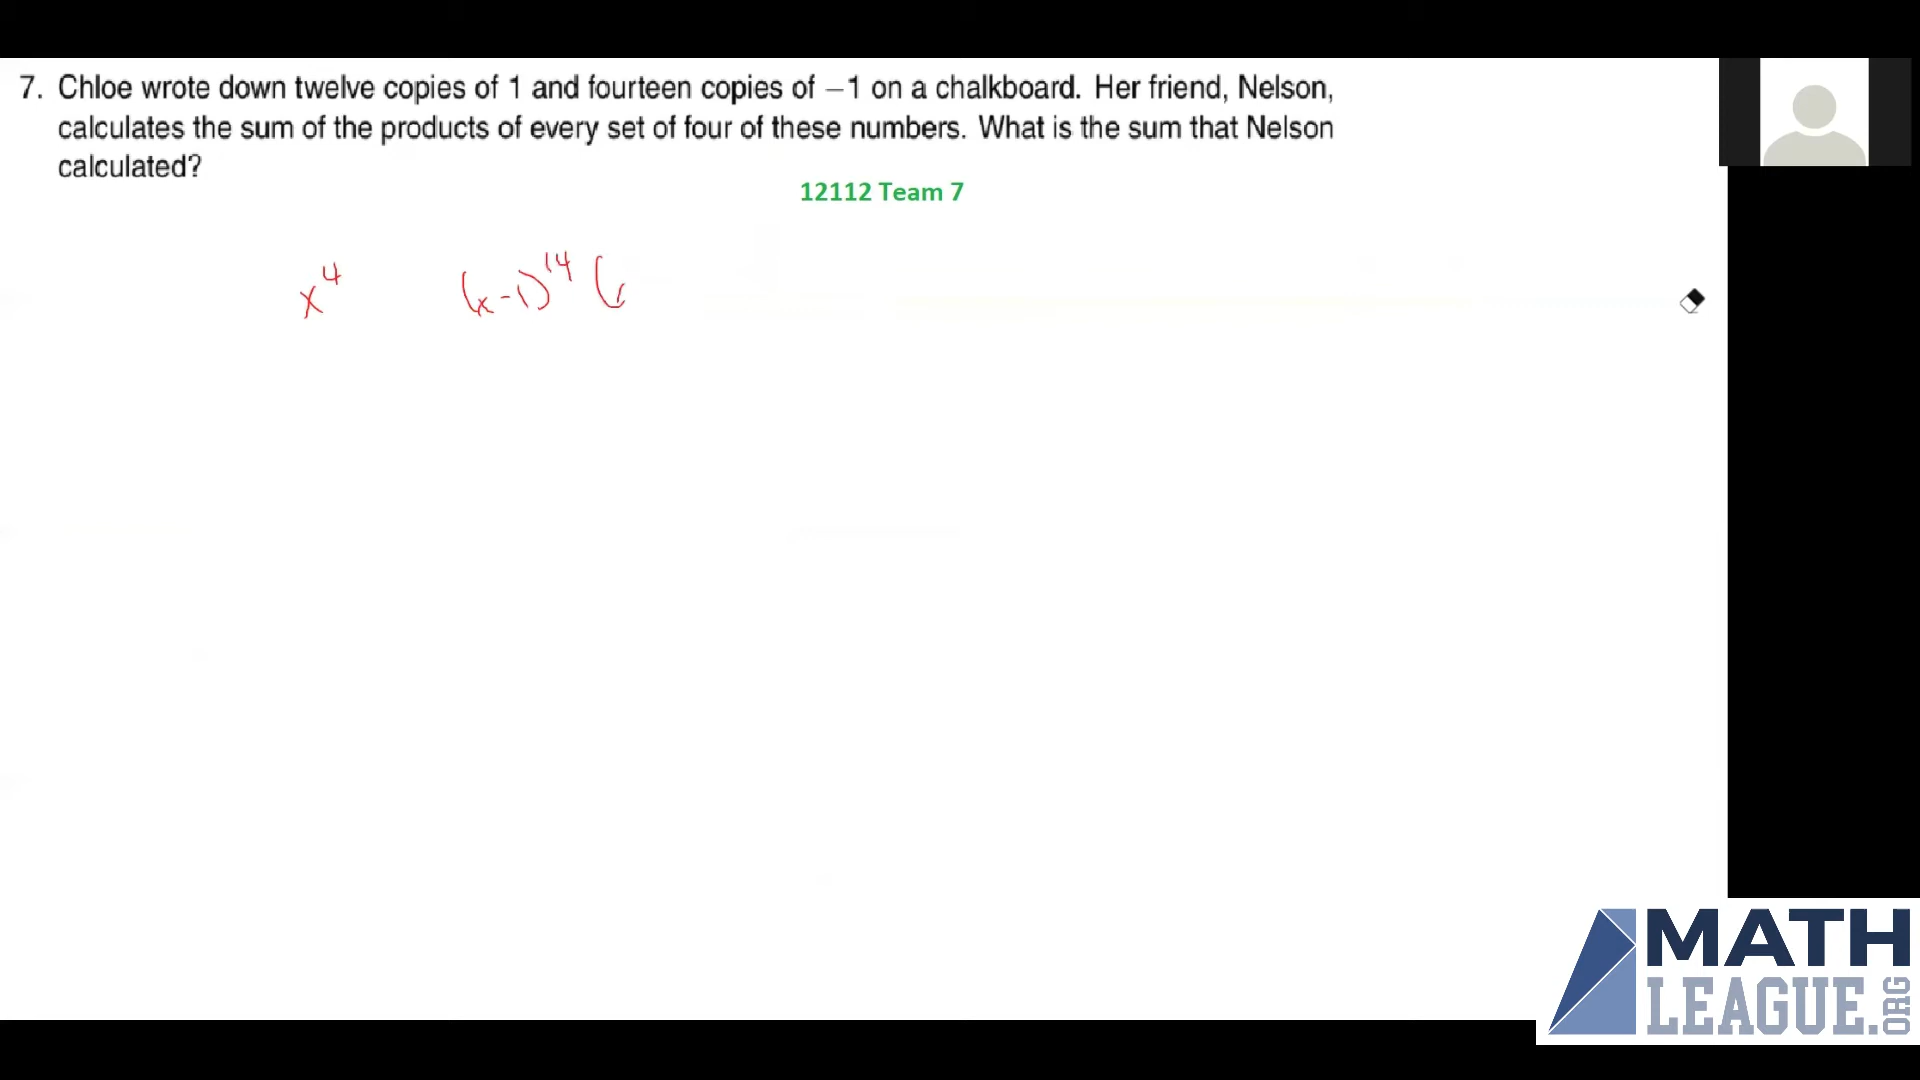 7. Chloe wrote down twelve copies of 1 and fourteen copies of −1 on a chalkboard. Her friend, Nelson,
calculates the sum of the products of every set of four of these numbers. What is the sum that Nelson
calculated?
12112 Team 7
x^4 (x-1)^14 (
MATH
LEAGUE.ORG